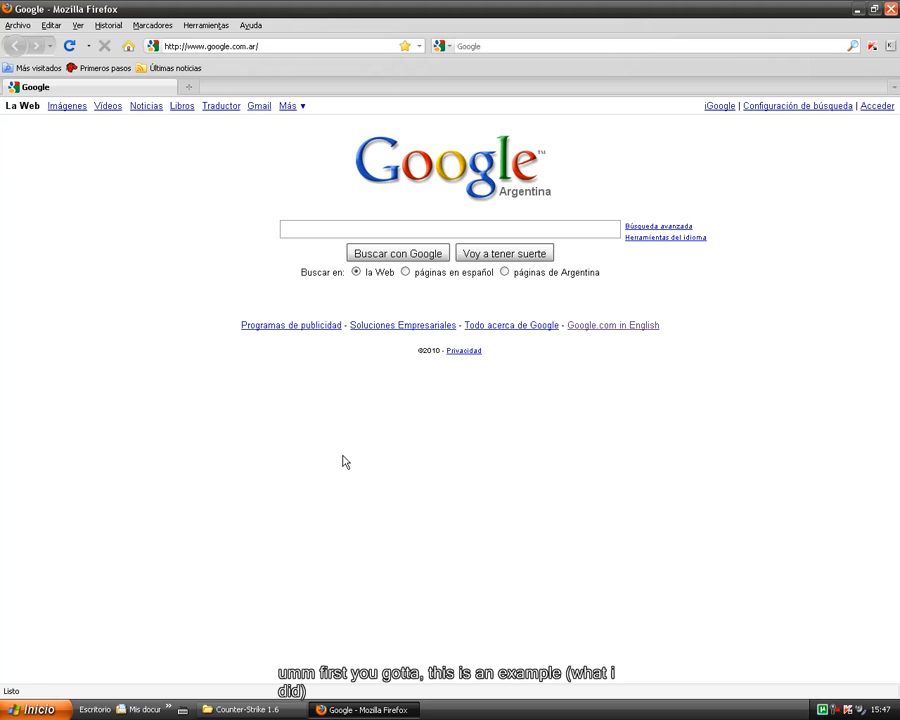 Google - Mozilla Firefox
Archivo Editar Ver Historial Marcadores Herramientas Ayuda
http://www.google.com.ar/ Google
Más visitados Primeros pasos Últimas noticias
Google
La Web Imágenes Vídeos Noticias Libros Traductor Gmail Más ▼ iGoogle | Configuración de búsqueda | Acceder
Google™
Argentina
Búsqueda avanzada
Herramientas del idioma
Buscar con Google Voy a tener suerte
Buscar en: la Web páginas en español páginas de Argentina
Programas de publicidad - Soluciones Empresariales - Todo acerca de Google - Google.com in English
©2010 - Privacidad
umm first you gotta, this is an example (what i
did)
Listo
Inicio Escritorio Mis docur » Counter-Strike 1.6 Google - Mozilla Firefox 15:47